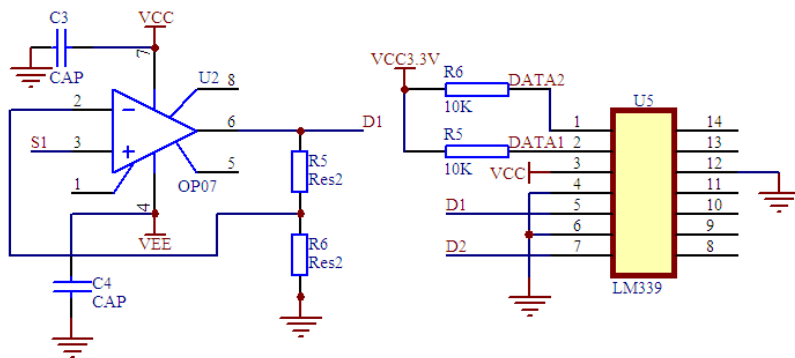 C3
VCC
CAP
7
U2
8
2
6
D1
S1
3
5
1
OP07
4
VEE
R5
Res2
R6
Res2
C4
CAP
VCC3.3V
R6
DATA2
10K
R5
DATA1
10K
VCC
D1
D2
U5
1
14
2
13
3
12
4
11
5
10
6
9
7
8
LM339